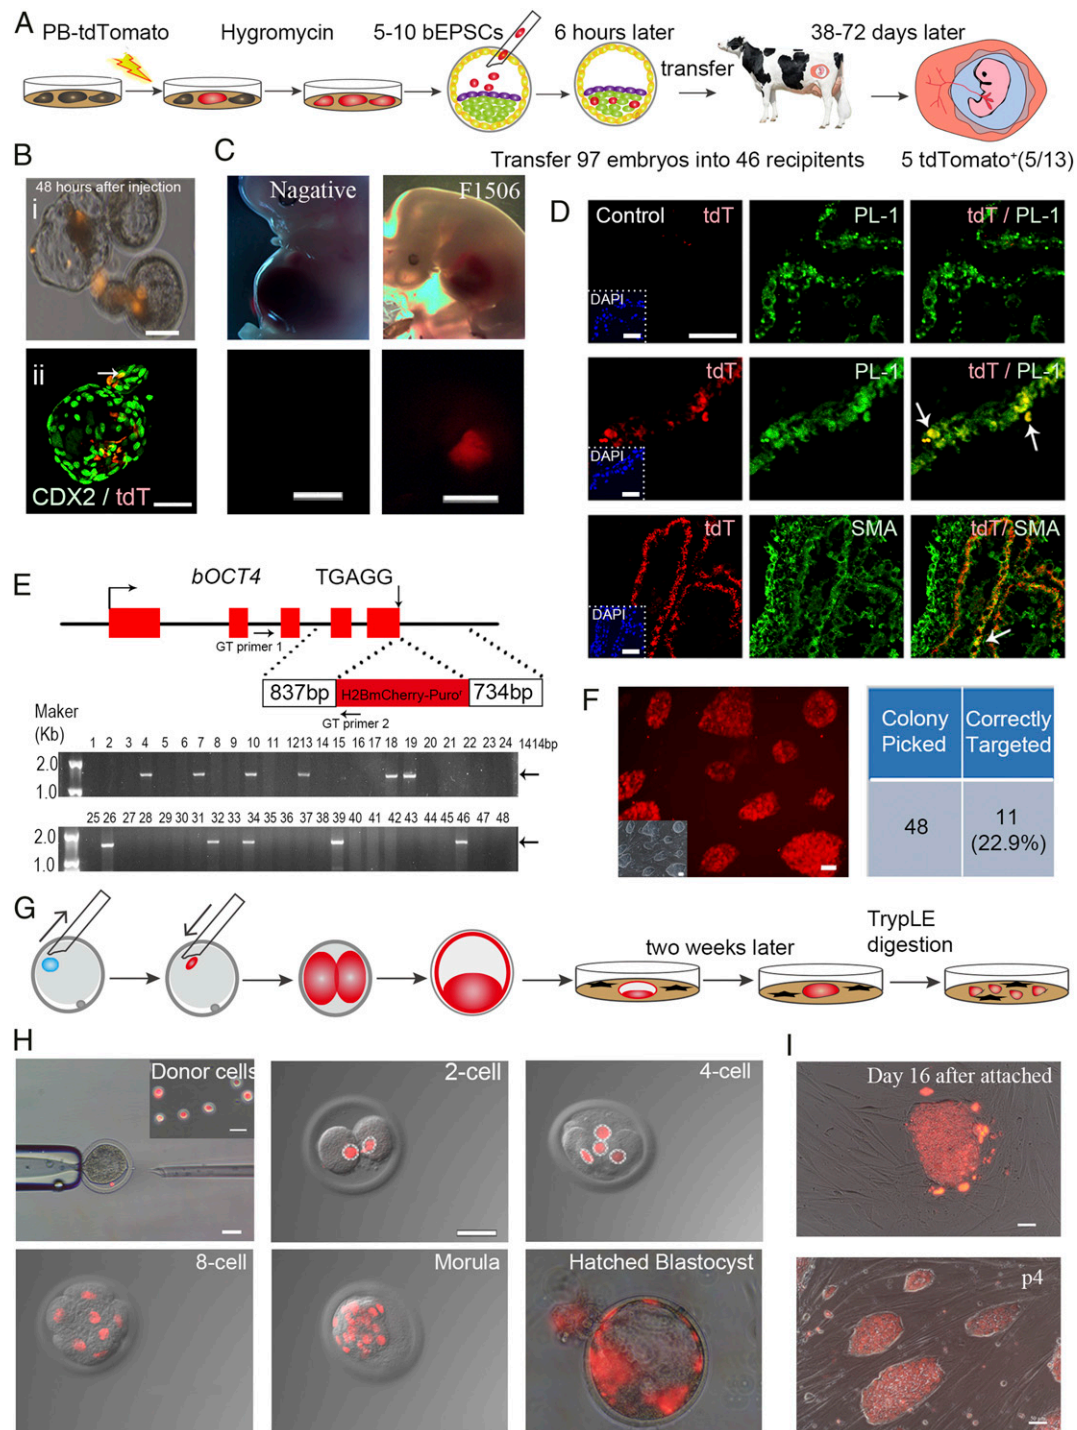 A
PB-tdTomato
Hygromycin
5-10 bEPSCs
6 hours later
38-72 days later
transfer
Transfer 97 embryos into 46 recipitents
5 tdTomato+(5/13)
B
48 hours after injection
i
ii
CDX2 / tdT
C
Nagative
F1506
D
Control
tdT
PL-1
tdT / PL-1
DAPI
tdT
PL-1
tdT / PL-1
DAPI
tdT
SMA
tdT/ SMA
DAPI
E
bOCT4
TGAGG
GT primer 1
837bp
H2BmCherry-Puroʳ
734bp
GT primer 2
Maker
(Kb)
1 2 3 4 5 6 7 8 9 10 11 1213 14 15 16 17 18 19 20 21 22 23 24 1414bp
2.0
1.0
25 26 27 28 29 30 31 32 33 34 35 36 37 38 39 40 41 42 43 44 45 46 47 48
2.0
1.0
F
Colony
Picked
Correctly
Targeted
48
11
(22.9%)
G
two weeks later
TrypLE
digestion
H
Donor cells
2-cell
4-cell
8-cell
Morula
Hatched Blastocyst
I
Day 16 after attached
p4